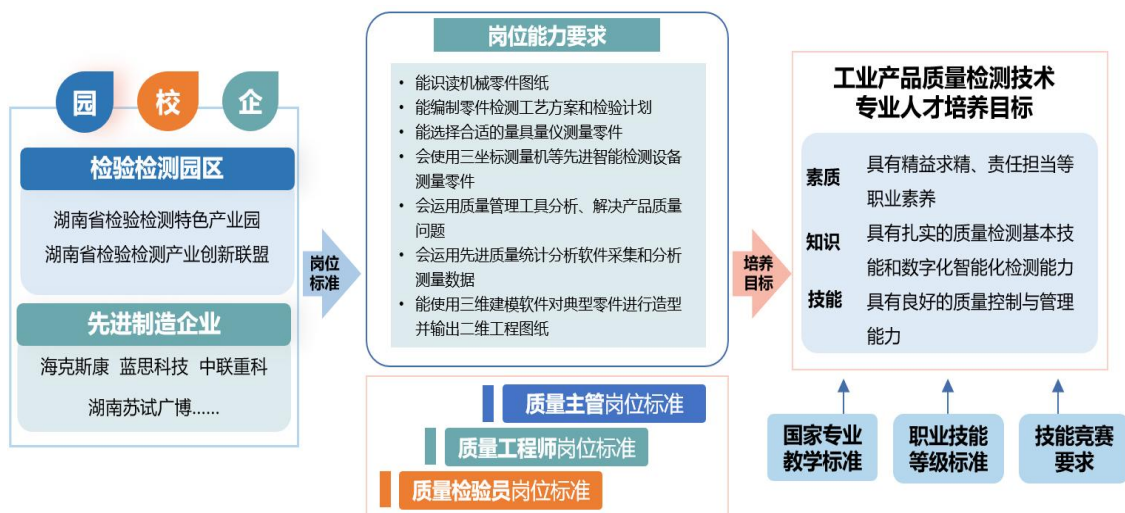 园 校 企
检验检测园区
湖南省检验检测特色产业园
湖南省检验检测产业创新联盟
先进制造企业
海克斯康 蓝思科技 中联重科
湖南苏试广博......
岗位
标准
岗位能力要求
• 能识读机械零件图纸
• 能编制零件检测工艺方案和检验计划
• 能选择合适的量具量仪测量零件
• 会使用三坐标测量机等先进智能检测设备
测量零件
• 会运用质量管理工具分析、解决产品质量
问题
• 会运用先进质量统计分析软件采集和分析
测量数据
• 能使用三维建模软件对典型零件进行造型
并输出二维工程图纸
质量主管岗位标准
质量工程师岗位标准
质量检验员岗位标准
培养
目标
工业产品质量检测技术
专业人才培养目标
素质
具有精益求精、责任担当等
职业素养
知识
具有扎实的质量检测基本技
能和数字化智能化检测能力
技能
具有良好的质量控制与管理
能力
国家专业
教学标准
职业技能
等级标准
技能竞赛
要求